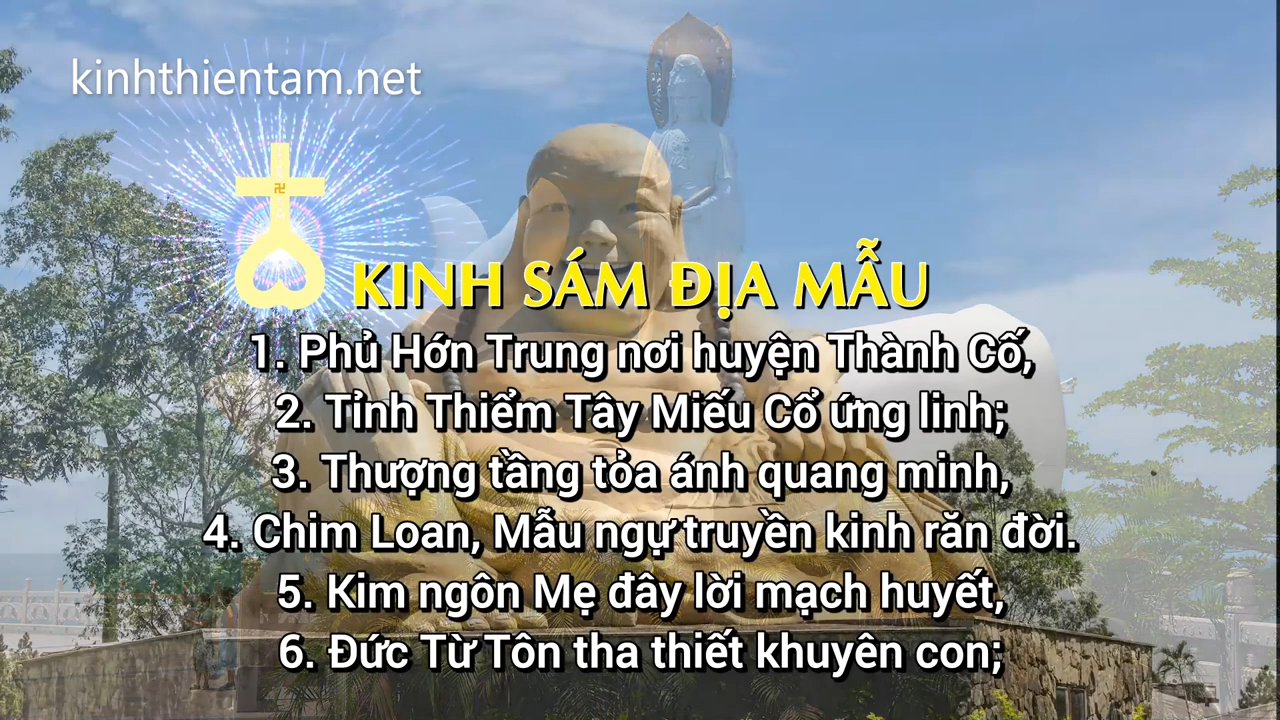 kinhthientam.net
卍
KINH SÁM ĐỊA MẪU
1. Phủ Hớn Trung nơi huyện Thành Cố,
2. Tỉnh Thiểm Tây Miếu Cổ ứng linh;
3. Thượng tầng tỏa ánh quang minh,
4. Chim Loan, Mẫu ngự truyền kinh răn đời.
5. Kim ngôn Mẹ đây lời mạch huyết,
6. Đức Từ Tôn tha thiết khuyên con;